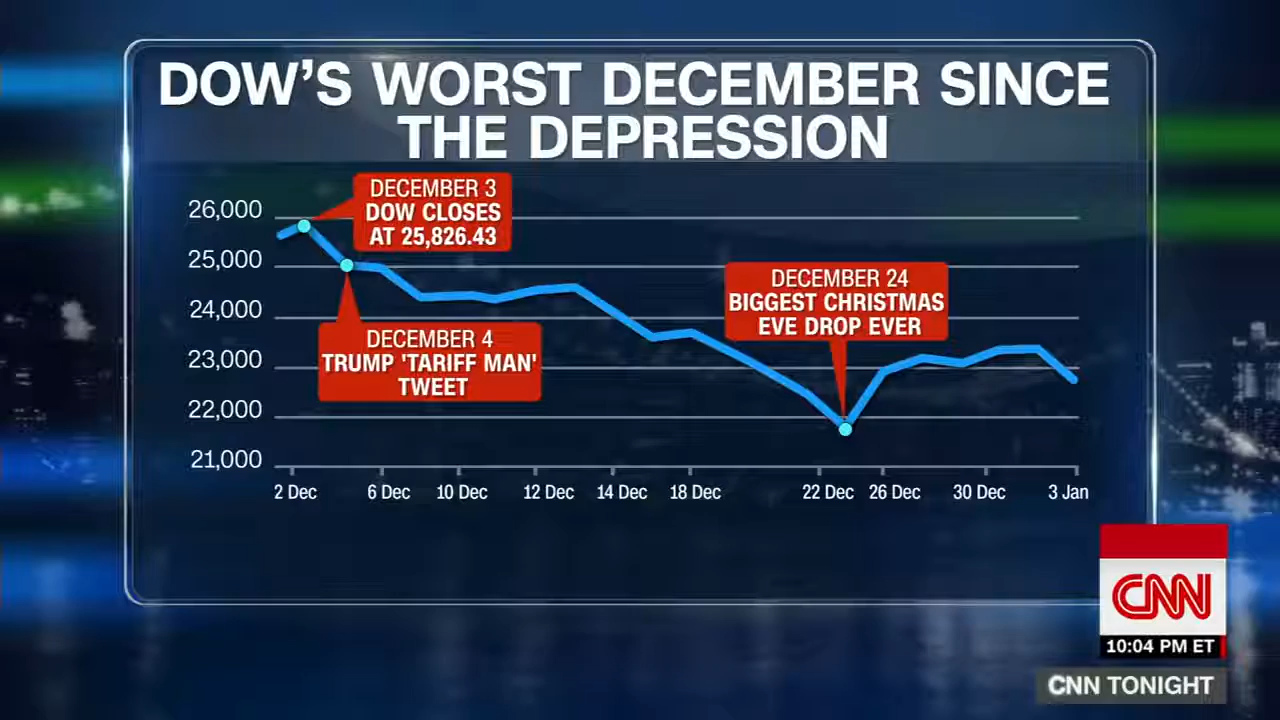 DOW'S WORST DECEMBER SINCE
THE DEPRESSION
DECEMBER 3
DOW CLOSES
AT 25,826.43
26,000
25,000
24,000
23,000
22,000
21,000
DECEMBER 4
TRUMP 'TARIFF MAN'
TWEET
DECEMBER 24
BIGGEST CHRISTMAS
EVE DROP EVER
2 Dec 6 Dec 10 Dec 12 Dec 14 Dec 18 Dec 22 Dec 26 Dec 30 Dec 3 Jan
CNN
10:04 PM ET
CNN TONIGHT